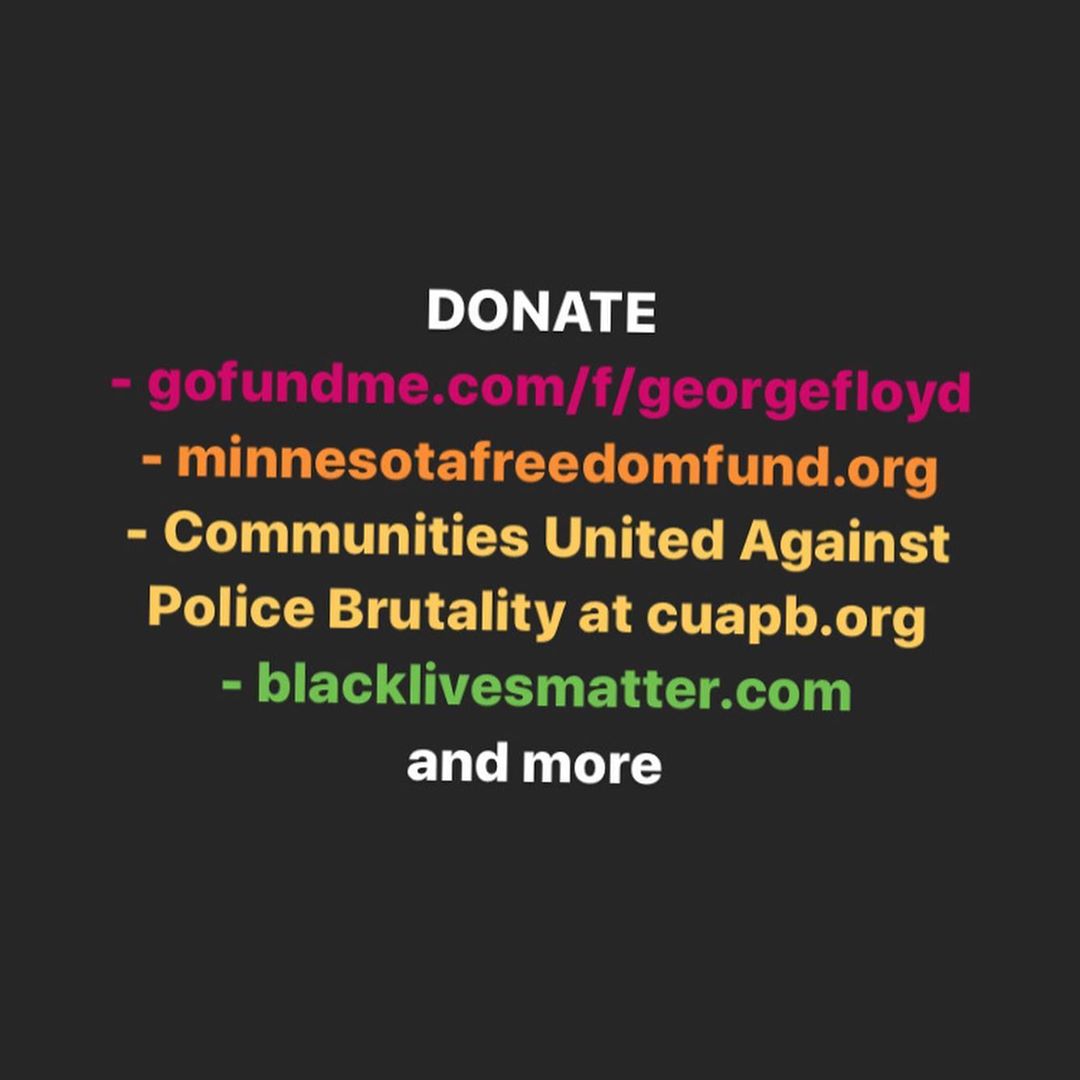 DONATE
- gofundme.com/f/georgefloyd
- minnesotafreedomfund.org
- Communities United Against
Police Brutality at cuapb.org
- blacklivesmatter.com
and more